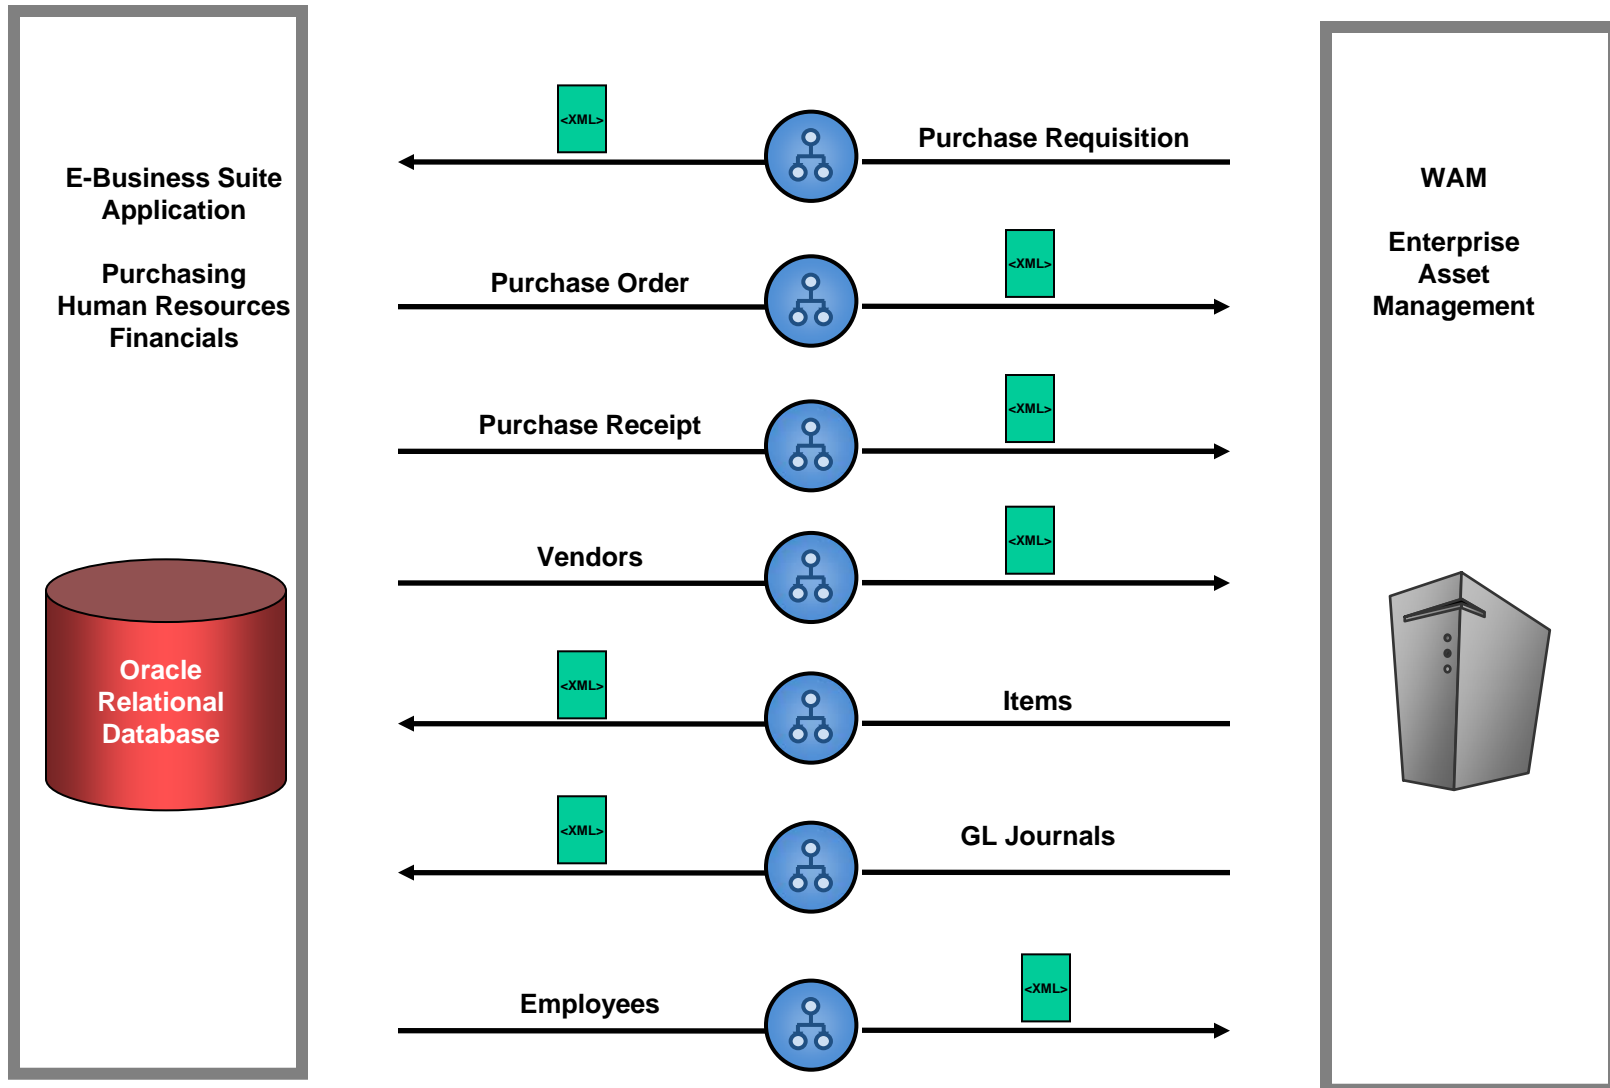 E-Business Suite
Application
Purchasing
Human Resources
Financials
Oracle
Relational
Database
<XML>
Purchase Requisition
Purchase Order
<XML>
Purchase Receipt
<XML>
Vendors
<XML>
<XML>
Items
<XML>
GL Journals
Employees
<XML>
WAM
Enterprise
Asset
Management